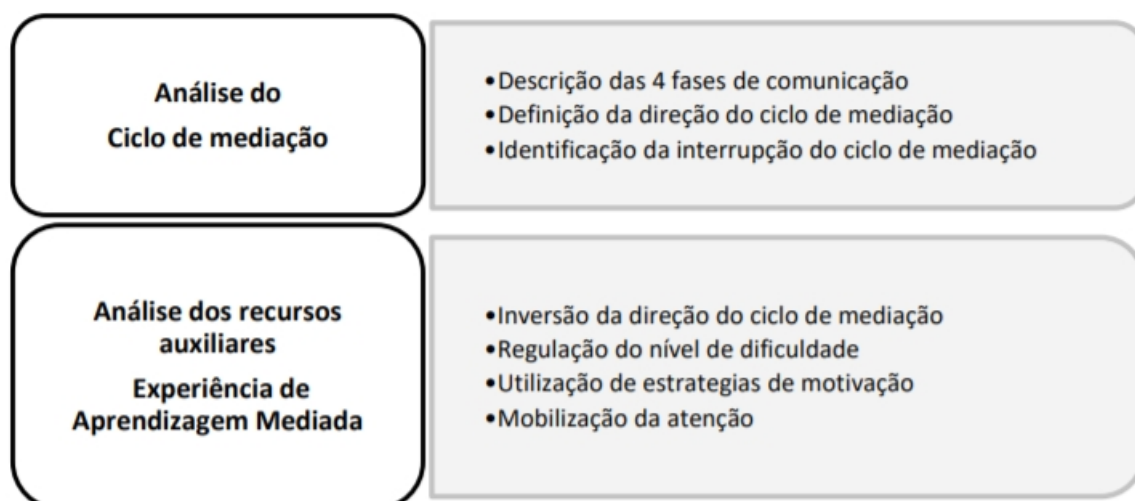 Análise do
Ciclo de mediação
•Descrição das 4 fases de comunicação
•Definição da direção do ciclo de mediação
•Identificação da interrupção do ciclo de mediação
Análise dos recursos
auxiliares
Experiência de
Aprendizagem Mediada
•Inversão da direção do ciclo de mediação
•Regulação do nível de dificuldade
•Utilização de estrategias de motivação
•Mobilização da atenção